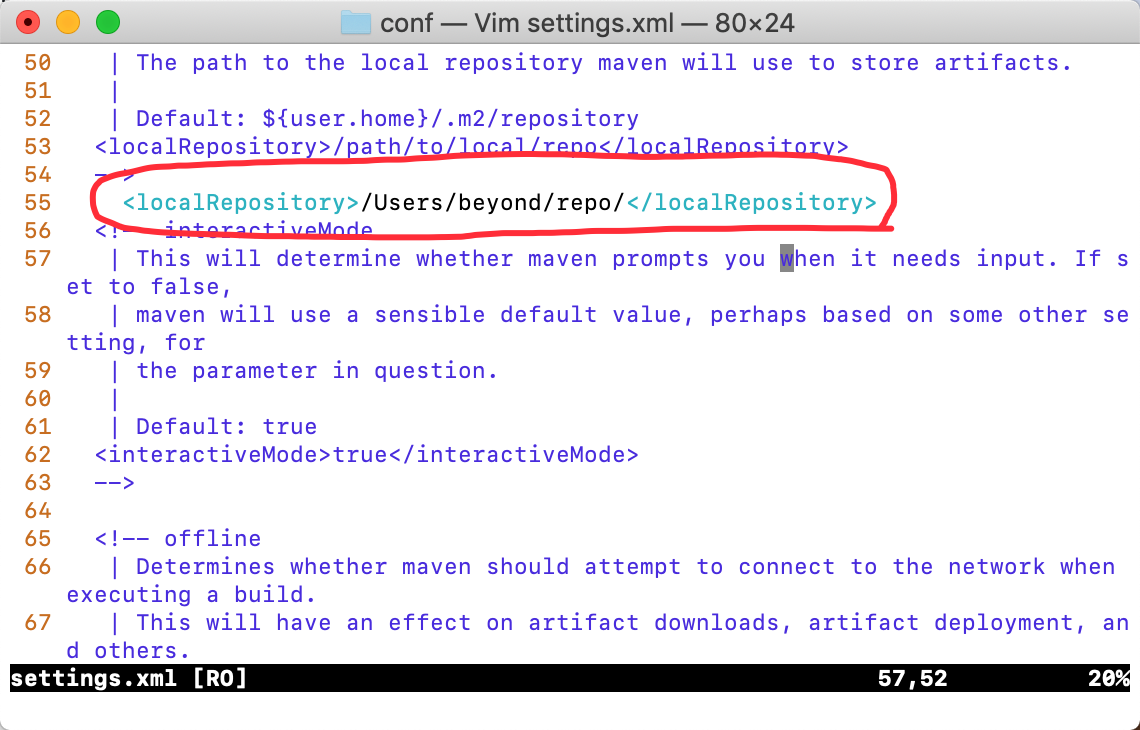 conf — Vim settings.xml — 80×24
50 | The path to the local repository maven will use to store artifacts.
51 |
52 | Default: ${user.home}/.m2/repository
53 <localRepository>/path/to/local/repo</localRepository>
54 -->
55 <localRepository>/Users/beyond/repo/</localRepository>
56 <!-- interactiveMode
57 | This will determine whether maven prompts you when it needs input. If s
et to false,
58 | maven will use a sensible default value, perhaps based on some other se
tting, for
59 | the parameter in question.
60 |
61 | Default: true
62 <interactiveMode>true</interactiveMode>
63 -->
64
65 <!-- offline
66 | Determines whether maven should attempt to connect to the network when
executing a build.
67 | This will have an effect on artifact downloads, artifact deployment, an
d others.
settings.xml [RO] 57,52 20%